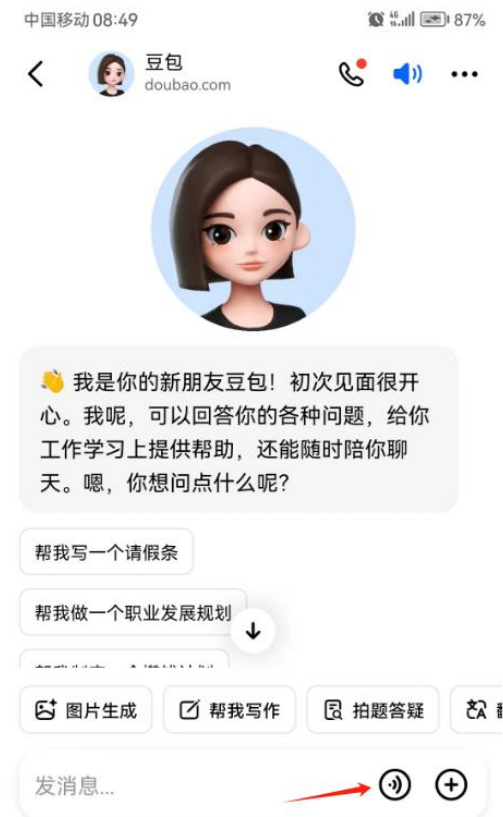 中国移动 08:49
87%
豆包
doubao.com
👋 我是你的新朋友豆包！初次见面很开
心。我呢，可以回答你的各种问题，给你
工作学习上提供帮助，还能随时陪你聊
天。嗯，你想问点什么呢？
帮我写一个请假条
帮我做一个职业发展规划
图片生成
帮我写作
拍题答疑
发消息...